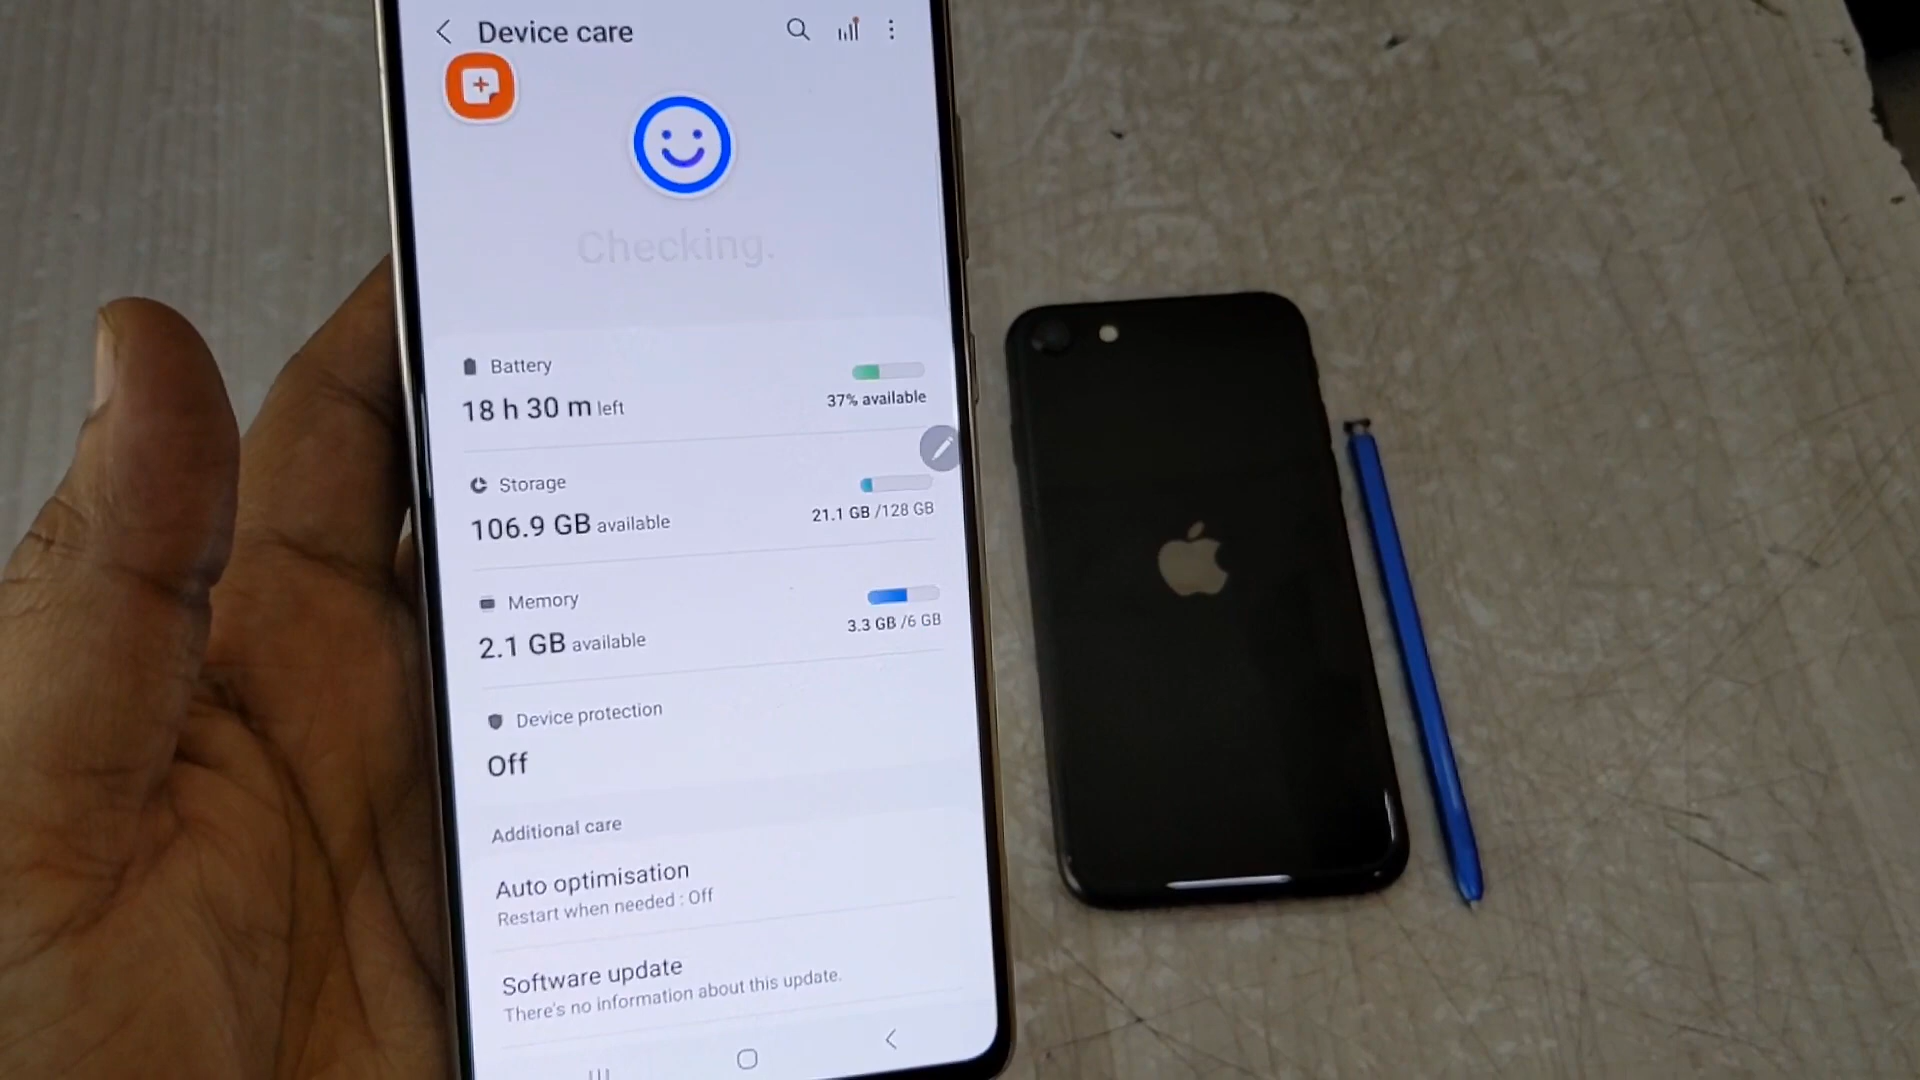 Device care
Checking.
Battery
18 h 30 m left
37% available
Storage
106.9 GB available
21.1 GB /128 GB
Memory
2.1 GB available
3.3 GB /6 GB
Device protection
Off
Additional care
Auto optimisation
Restart when needed : Off
Software update
There's no information about this update.